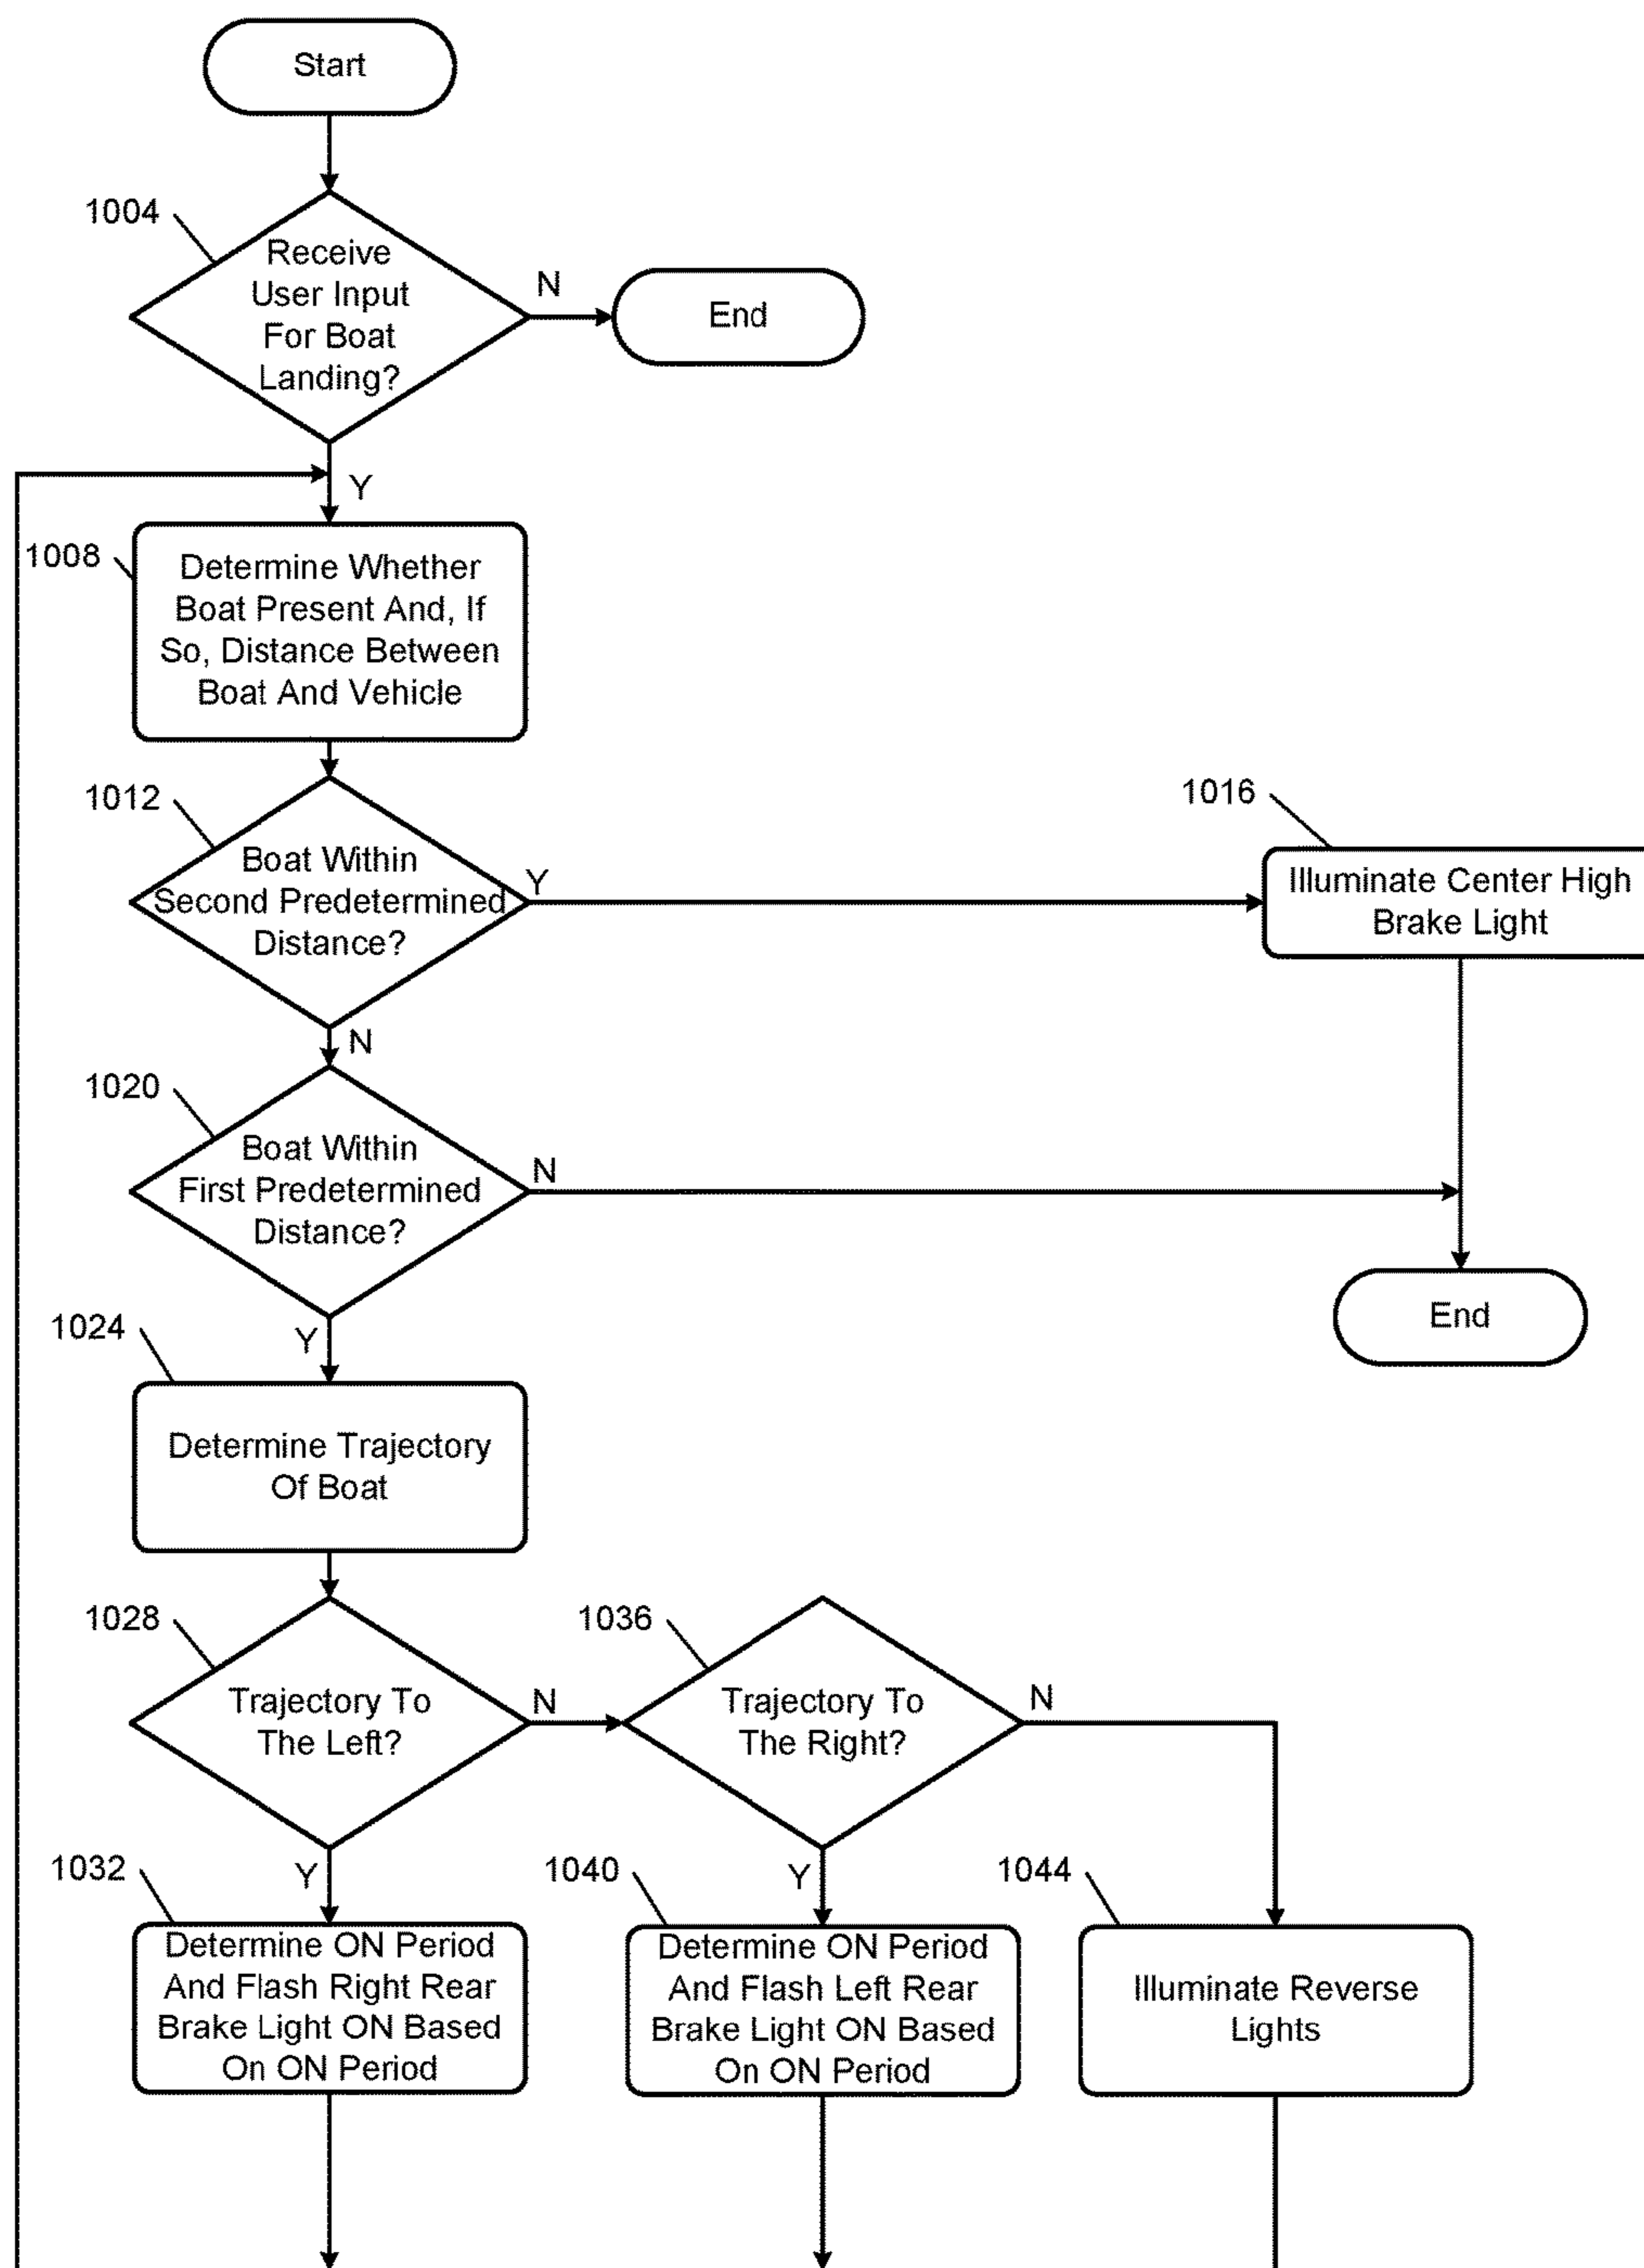 Start
1004
Receive
User Input
For Boat
Landing?
N
End
Y
1008
Determine Whether
Boat Present And, If
So, Distance Between
Boat And Vehicle
1012
Boat Within
Second Predetermined
Distance?
Y
1016
Illuminate Center High
Brake Light
N
1020
Boat Within
First Predetermined
Distance?
N
End
Y
1024
Determine Trajectory
Of Boat
1028
Trajectory To
The Left?
N
1036
Trajectory To
The Right?
N
Y
1032
Determine ON Period
And Flash Right Rear
Brake Light ON Based
On ON Period
Y
1040
Determine ON Period
And Flash Left Rear
Brake Light ON Based
On ON Period
1044
Illuminate Reverse
Lights